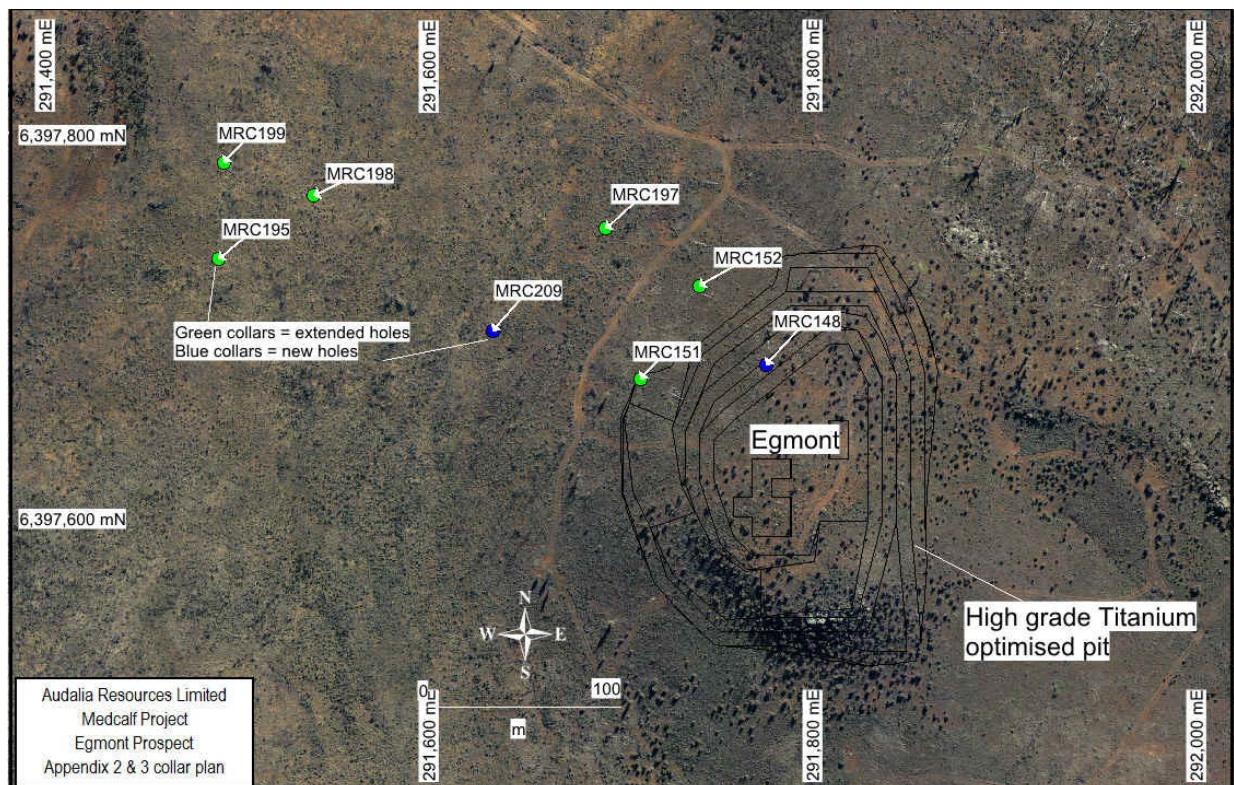 291,400 mE
291,600 mE
291,800 mE
292,000 mE
6,397,800 mN
MRC199
MRC198
MRC197
MRC195
MRC152
MRC209
MRC148
Green collars = extended holes
Blue collars = new holes
MRC151
Egmont
6,397,600 mN
N
W
E
S
High grade Titanium
optimised pit
0
100
m
Audalia Resources Limited
Medcalf Project
Egmont Prospect
Appendix 2 & 3 collar plan
291,600 mE
291,800 mE
292,000 mE